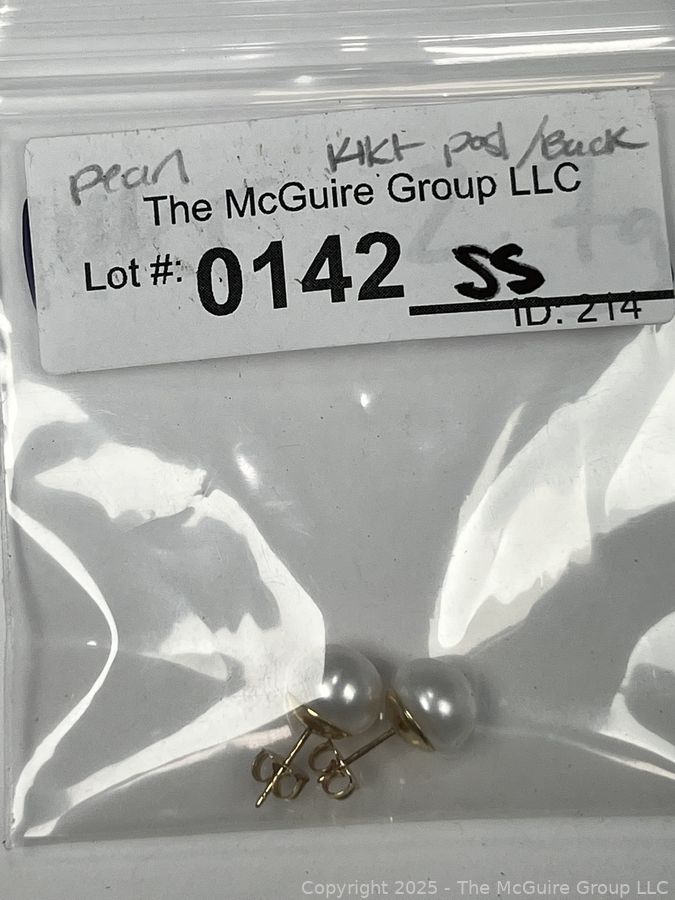 pearl 14kt post/Back
The McGuire Group LLC
Lot #: 0142 SS
ID: 214
Copyright 2025 - The McGuire Group LLC